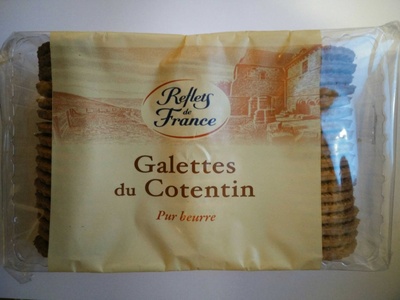 Reflets
de
France
Galettes
du Cotentin
Pur beurre